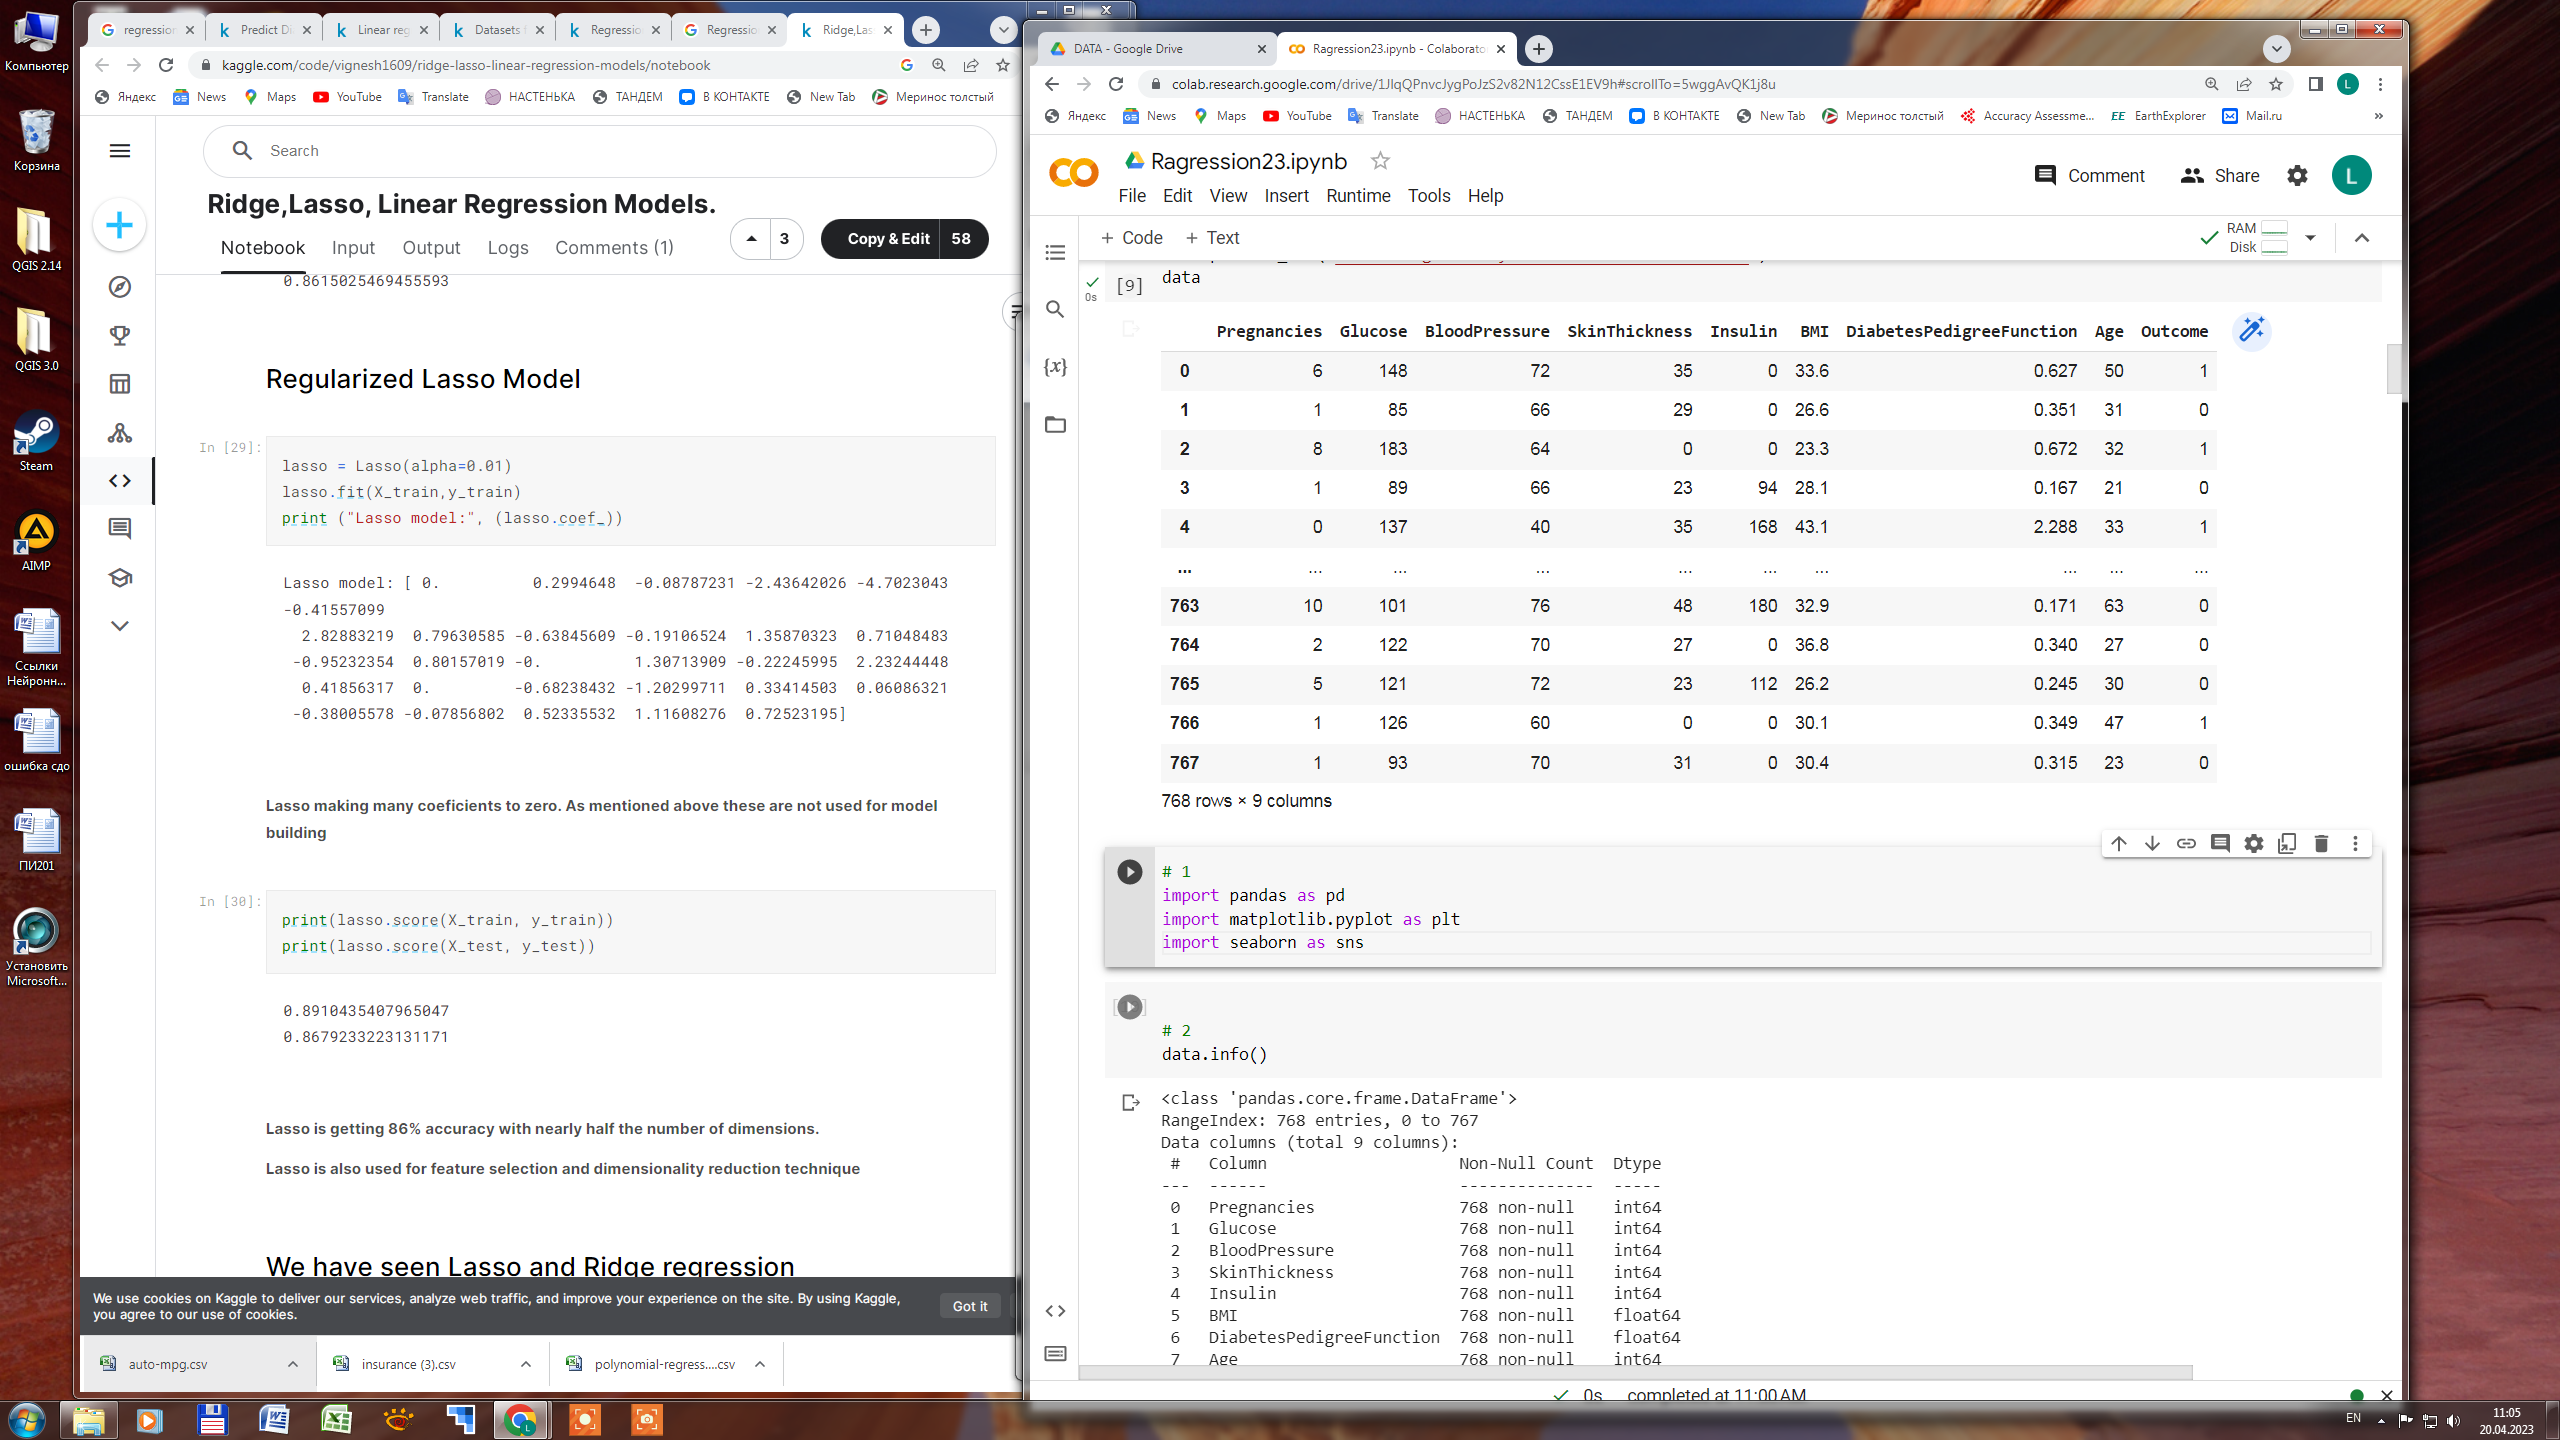 Компьютер
Корзина
QGIS 2.14
QGIS 3.0
Steam
AIMP
Ссылки
Нейронн...
ошибка сдо
ПИ201
Установить
Microsoft...
regression
Predict Di
Linear reg
Datasets
Regressio
Regression
Ridge,Las
kaggle.com/code/vignesh1609/ridge-lasso-linear-regression-models/notebook
Яндекс News Maps YouTube Translate НАСТЕНЬКА ТАНДЕМ В КОНТАКТЕ New Tab Меринос толстый
Search
Ridge,Lasso, Linear Regression Models.
Notebook Input Output Logs Comments (1)
3
Copy & Edit 58
0.8615025469455593
Regularized Lasso Model
In [29]:
lasso = Lasso(alpha=0.01)
lasso.fit(X_train,y_train)
print ("Lasso model:", (lasso.coef_))
Lasso model: [ 0. 0.2994648 -0.08787231 -2.43642026 -4.7023043
-0.41557099
2.82883219 0.79630585 -0.63845609 -0.19106524 1.35870323 0.71048483
-0.95232354 0.80157019 -0. 1.30713909 -0.22245995 2.23244448
0.41856317 0. -0.68238432 -1.20299711 0.33414503 0.06086321
-0.38005578 -0.07856802 0.52335532 1.11608276 0.72523195]
Lasso making many coeficients to zero. As mentioned above these are not used for model
building
In [30]:
print(lasso.score(X_train, y_train))
print(lasso.score(X_test, y_test))
0.8910435407965047
0.8679233223131171
Lasso is getting 86% accuracy with nearly half the number of dimensions.
Lasso is also used for feature selection and dimensionality reduction technique
We have seen Lasso and Ridge regression
We use cookies on Kaggle to deliver our services, analyze web traffic, and improve your experience on the site. By using Kaggle,
you agree to our use of cookies.
Got it
auto-mpg.csv
insurance (3).csv
polynomial-regress....csv
DATA - Google Drive
Ragression23.ipynb - Colaborato
colab.research.google.com/drive/1JIqQPnvcJygPoJzS2v82N12CssE1EV9h#scrollTo=5wggAvQK1j8u
Яндекс News Maps YouTube Translate НАСТЕНЬКА ТАНДЕМ В КОНТАКТЕ New Tab Меринос толстый Accuracy Assessme... EE EarthExplorer Mail.ru »
CO
Ragression23.ipynb
File Edit View Insert Runtime Tools Help
Comment
Share
L
+ Code + Text
RAM
Disk
0s
[9]
data
Pregnancies Glucose BloodPressure SkinThickness Insulin BMI DiabetesPedigreeFunction Age Outcome
0 6 148 72 35 0 33.6 0.627 50 1
1 1 85 66 29 0 26.6 0.351 31 0
2 8 183 64 0 0 23.3 0.672 32 1
3 1 89 66 23 94 28.1 0.167 21 0
4 0 137 40 35 168 43.1 2.288 33 1
... ... ... ... ... ... ... ... ... ...
763 10 101 76 48 180 32.9 0.171 63 0
764 2 122 70 27 0 36.8 0.340 27 0
765 5 121 72 23 112 26.2 0.245 30 0
766 1 126 60 0 0 30.1 0.349 47 1
767 1 93 70 31 0 30.4 0.315 23 0
768 rows × 9 columns
# 1
import pandas as pd
import matplotlib.pyplot as plt
import seaborn as sns
# 2
data.info()
<class 'pandas.core.frame.DataFrame'>
RangeIndex: 768 entries, 0 to 767
Data columns (total 9 columns):
# Column Non-Null Count Dtype
--- ------ -------------- -----
0 Pregnancies 768 non-null int64
1 Glucose 768 non-null int64
2 BloodPressure 768 non-null int64
3 SkinThickness 768 non-null int64
4 Insulin 768 non-null int64
5 BMI 768 non-null float64
6 DiabetesPedigreeFunction 768 non-null float64
7 Age 768 non-null int64
0s completed at 11:00 AM
EN
11:05
20.04.2023